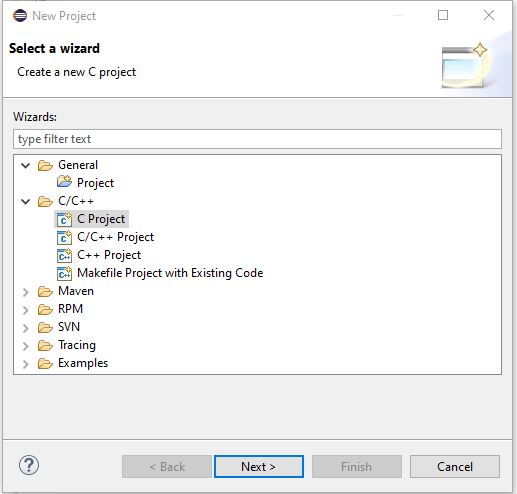 New Project
Select a wizard
Create a new C project
Wizards:
type filter text
General
Project
C/C++
C Project
C/C++ Project
C++ Project
Makefile Project with Existing Code
Maven
RPM
SVN
Tracing
Examples
? < Back Next > Finish Cancel